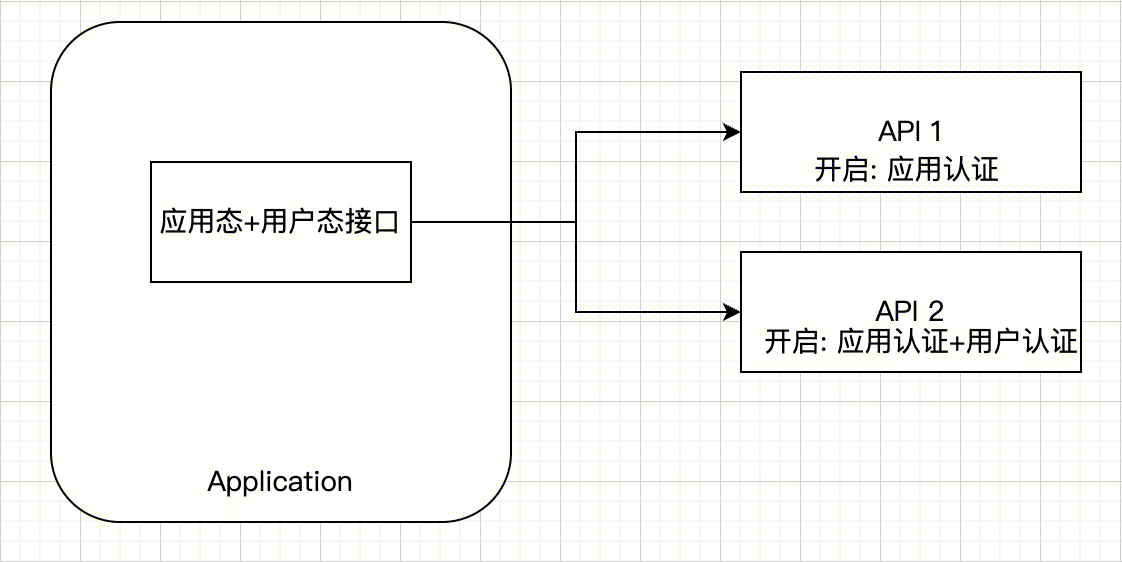 应用态+用户态接口
Application
API 1
开启: 应用认证
API 2
开启: 应用认证+用户认证